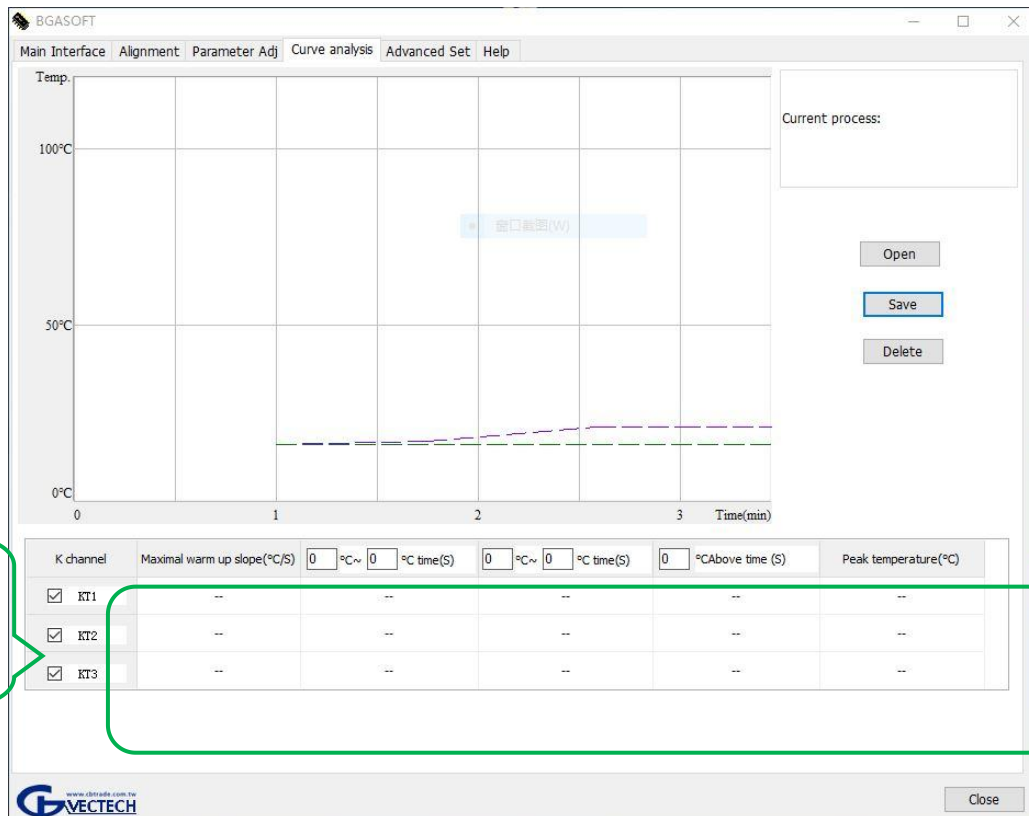 BGASOFT
Main Interface Alignment Parameter Adj Curve analysis Advanced Set Help
Temp.
100°C
50°C
0°C
0 1 2 3 Time(min)
窗口截图(W)
Current process:
Open
Save
Delete
K channel Maximal warm up slope(°C/S) 0 °C~ 0 °C time(S) 0 °C~ 0 °C time(S) 0 °CAbove time (S) Peak temperature(°C)
KT1 -- -- -- -- --
KT2 -- -- -- -- --
KT3 -- -- -- -- --
www.cbtrade.com.tw
VECTECH
Close